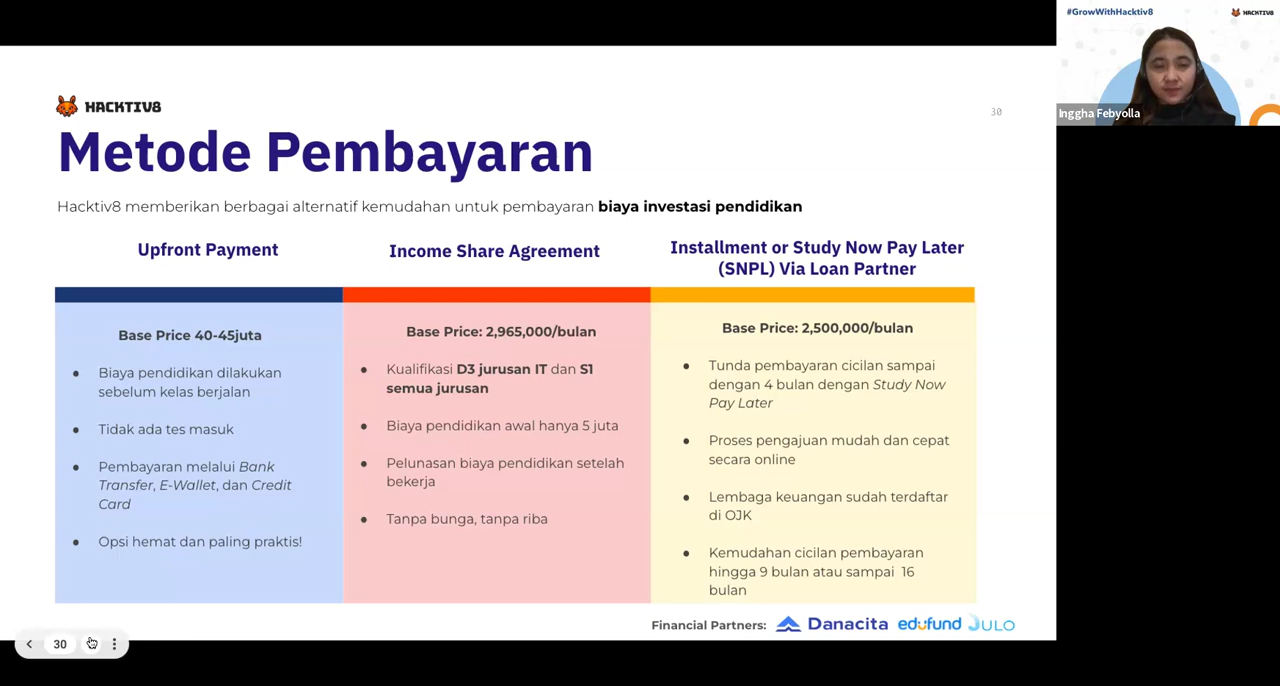 #GrowWithHacktiv8
HACKTIV8
Inggha Febyolla
HACKTIV8
30
Metode Pembayaran
Hacktiv8 memberikan berbagai alternatif kemudahan untuk pembayaran biaya investasi pendidikan
Upfront Payment
Base Price 40-45juta
● Biaya pendidikan dilakukan
sebelum kelas berjalan
● Tidak ada tes masuk
● Pembayaran melalui Bank
Transfer, E-Wallet, dan Credit
Card
● Opsi hemat dan paling praktis!
Income Share Agreement
Base Price: 2,965,000/bulan
● Kualifikasi D3 jurusan IT dan S1
semua jurusan
● Biaya pendidikan awal hanya 5 juta
● Pelunasan biaya pendidikan setelah
bekerja
● Tanpa bunga, tanpa riba
Installment or Study Now Pay Later
(SNPL) Via Loan Partner
Base Price: 2,500,000/bulan
● Tunda pembayaran cicilan sampai
dengan 4 bulan dengan Study Now
Pay Later
● Proses pengajuan mudah dan cepat
secara online
● Lembaga keuangan sudah terdaftar
di OJK
● Kemudahan cicilan pembayaran
hingga 9 bulan atau sampai 16
bulan
Financial Partners: Danacita edufund JULO
30